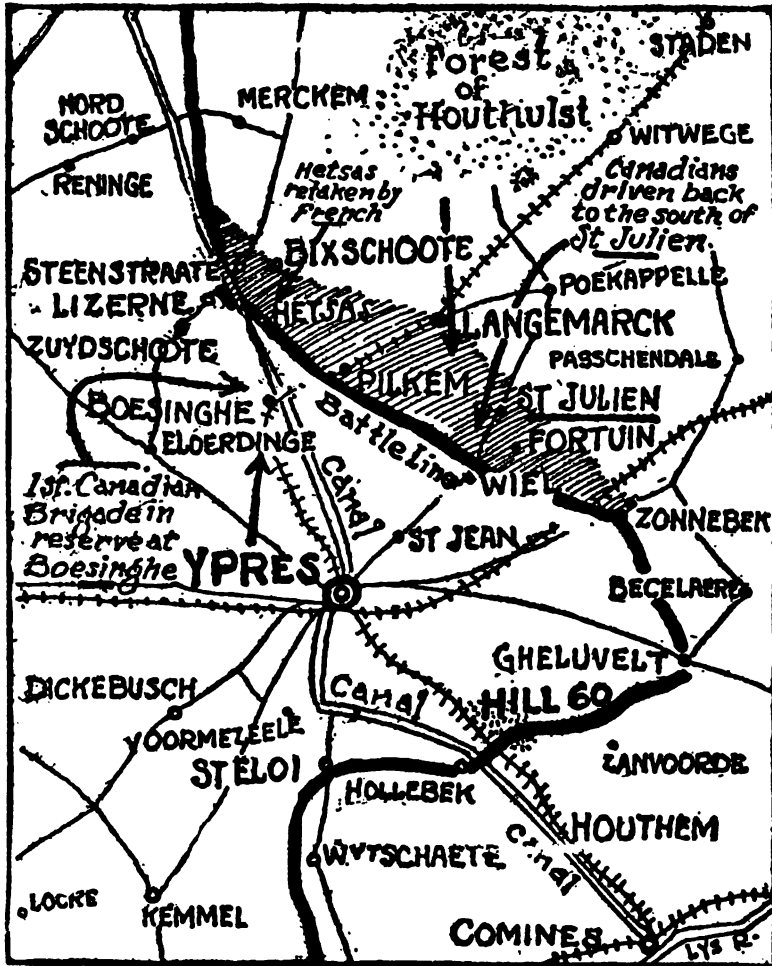 Forest
of
Houthulst
STADEN
NORD
SCHOOTE
MERCKEM
WITWEGE
RENINGE
Hetsas
retaken by
French
Canadians
driven back
to the south of
St Julien
BIXSCHOOTE
STEENSTRAATE
POEKAPPELLE
LIZERNE
HETSAS
LANGEMARCK
ZUYDSCHOOTE
PASSCHENDALE
PILKEM
ST JULIEN
BOESINGHE
Battle Line
FORTUIN
ELOERDINGE
WIEL
1st. Canadian
Brigade in
reserve at
Boesinghe
Canal
ZONNEBEK
ST JEAN
YPRES
BECELAERE
GHELUVELT
DICKEBUSCH
Canal
HILL 60
VOORMEZEELE
ST ELOI
ZANVOORDE
HOLLEBEK
HOUTHEM
WYTSCHAETE
Canal
LOCKE
KEMMEL
COMINES
LYS R.